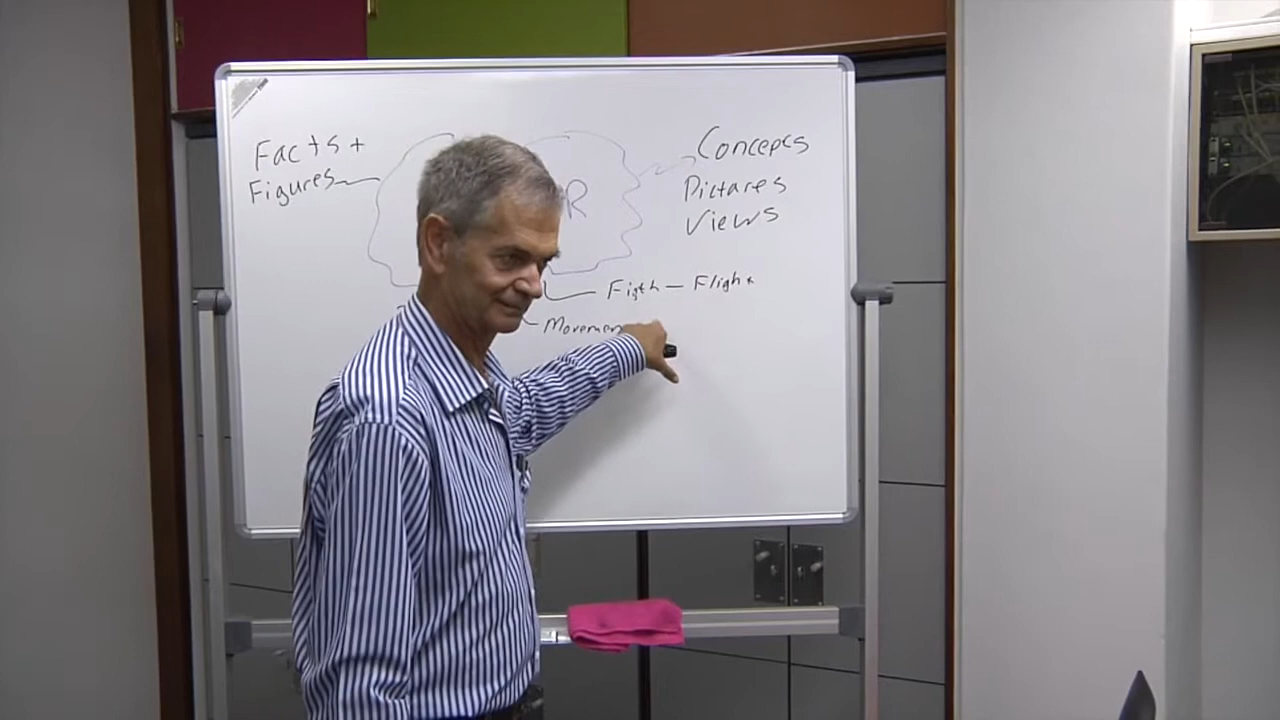 Facts +
Figures
R
Concepts
Pictures
Views
Figth - Flight
Movemen